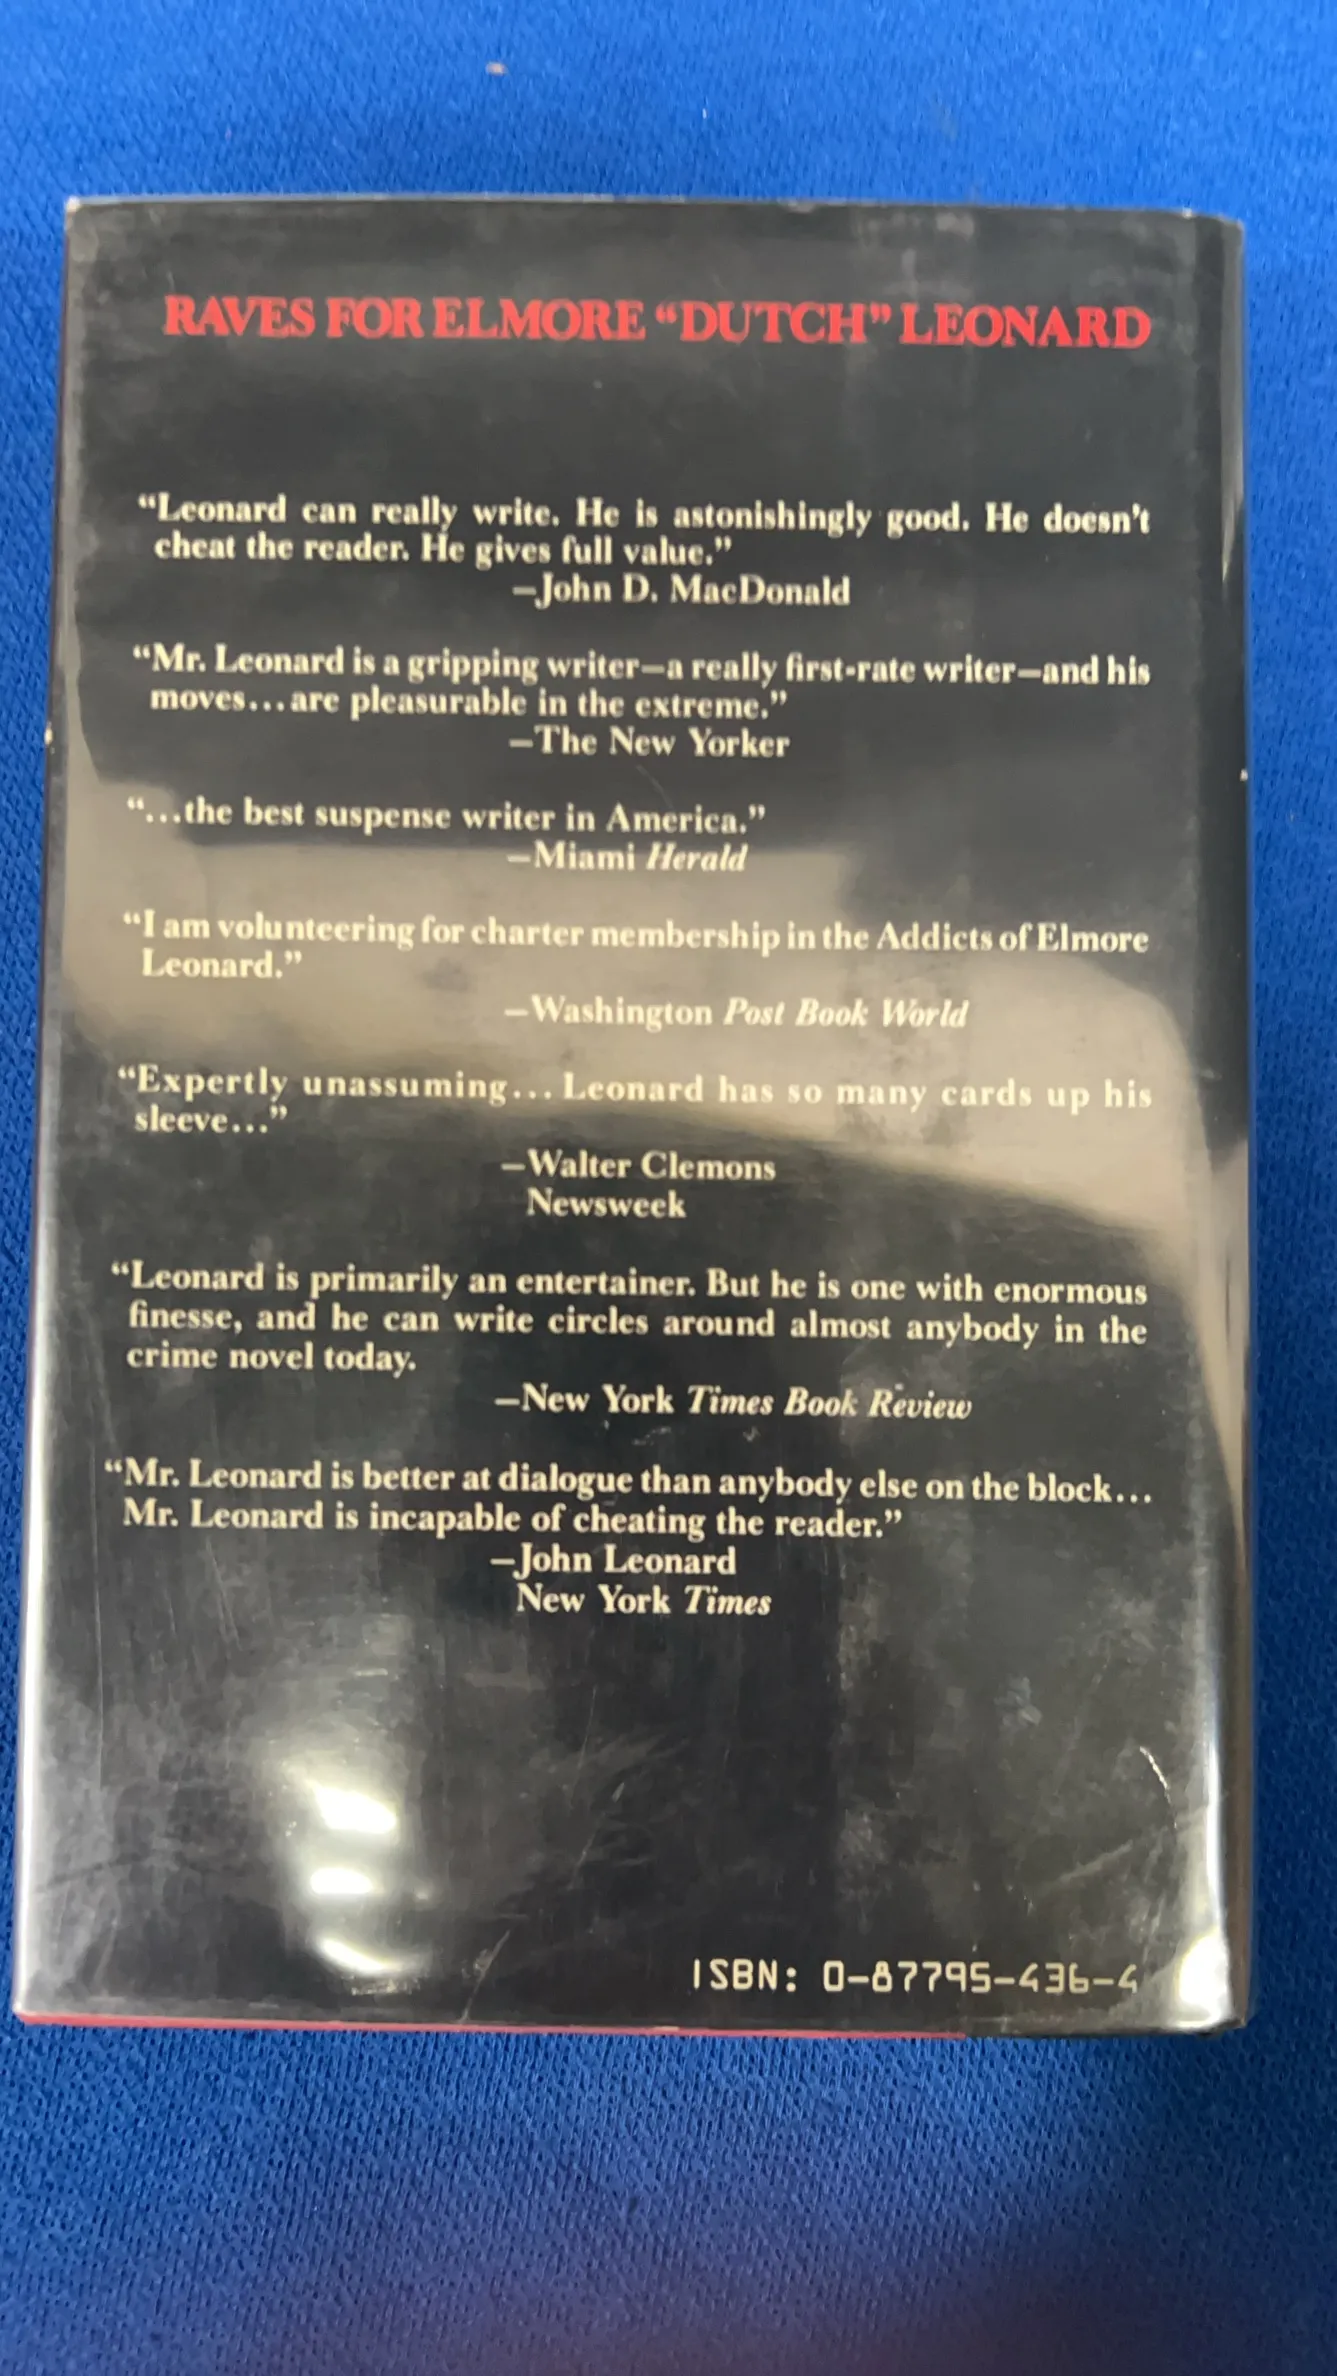 RAVES FOR ELMORE “DUTCH” LEONARD
“Leonard can really write. He is astonishingly good. He doesn’t
cheat the reader. He gives full value.”
—John D. MacDonald
“Mr. Leonard is a gripping writer—a really first-rate writer—and his
moves...are pleasurable in the extreme.”
—The New Yorker
“...the best suspense writer in America.”
—Miami Herald
“I am volunteering for charter membership in the Addicts of Elmore
Leonard.”
—Washington Post Book World
“Expertly unassuming... Leonard has so many cards up his
sleeve...”
—Walter Clemons
Newsweek
“Leonard is primarily an entertainer. But he is one with enormous
finesse, and he can write circles around almost anybody in the
crime novel today.
—New York Times Book Review
“Mr. Leonard is better at dialogue than anybody else on the block...
Mr. Leonard is incapable of cheating the reader.”
—John Leonard
New York Times
ISBN: 0-87795-436-4